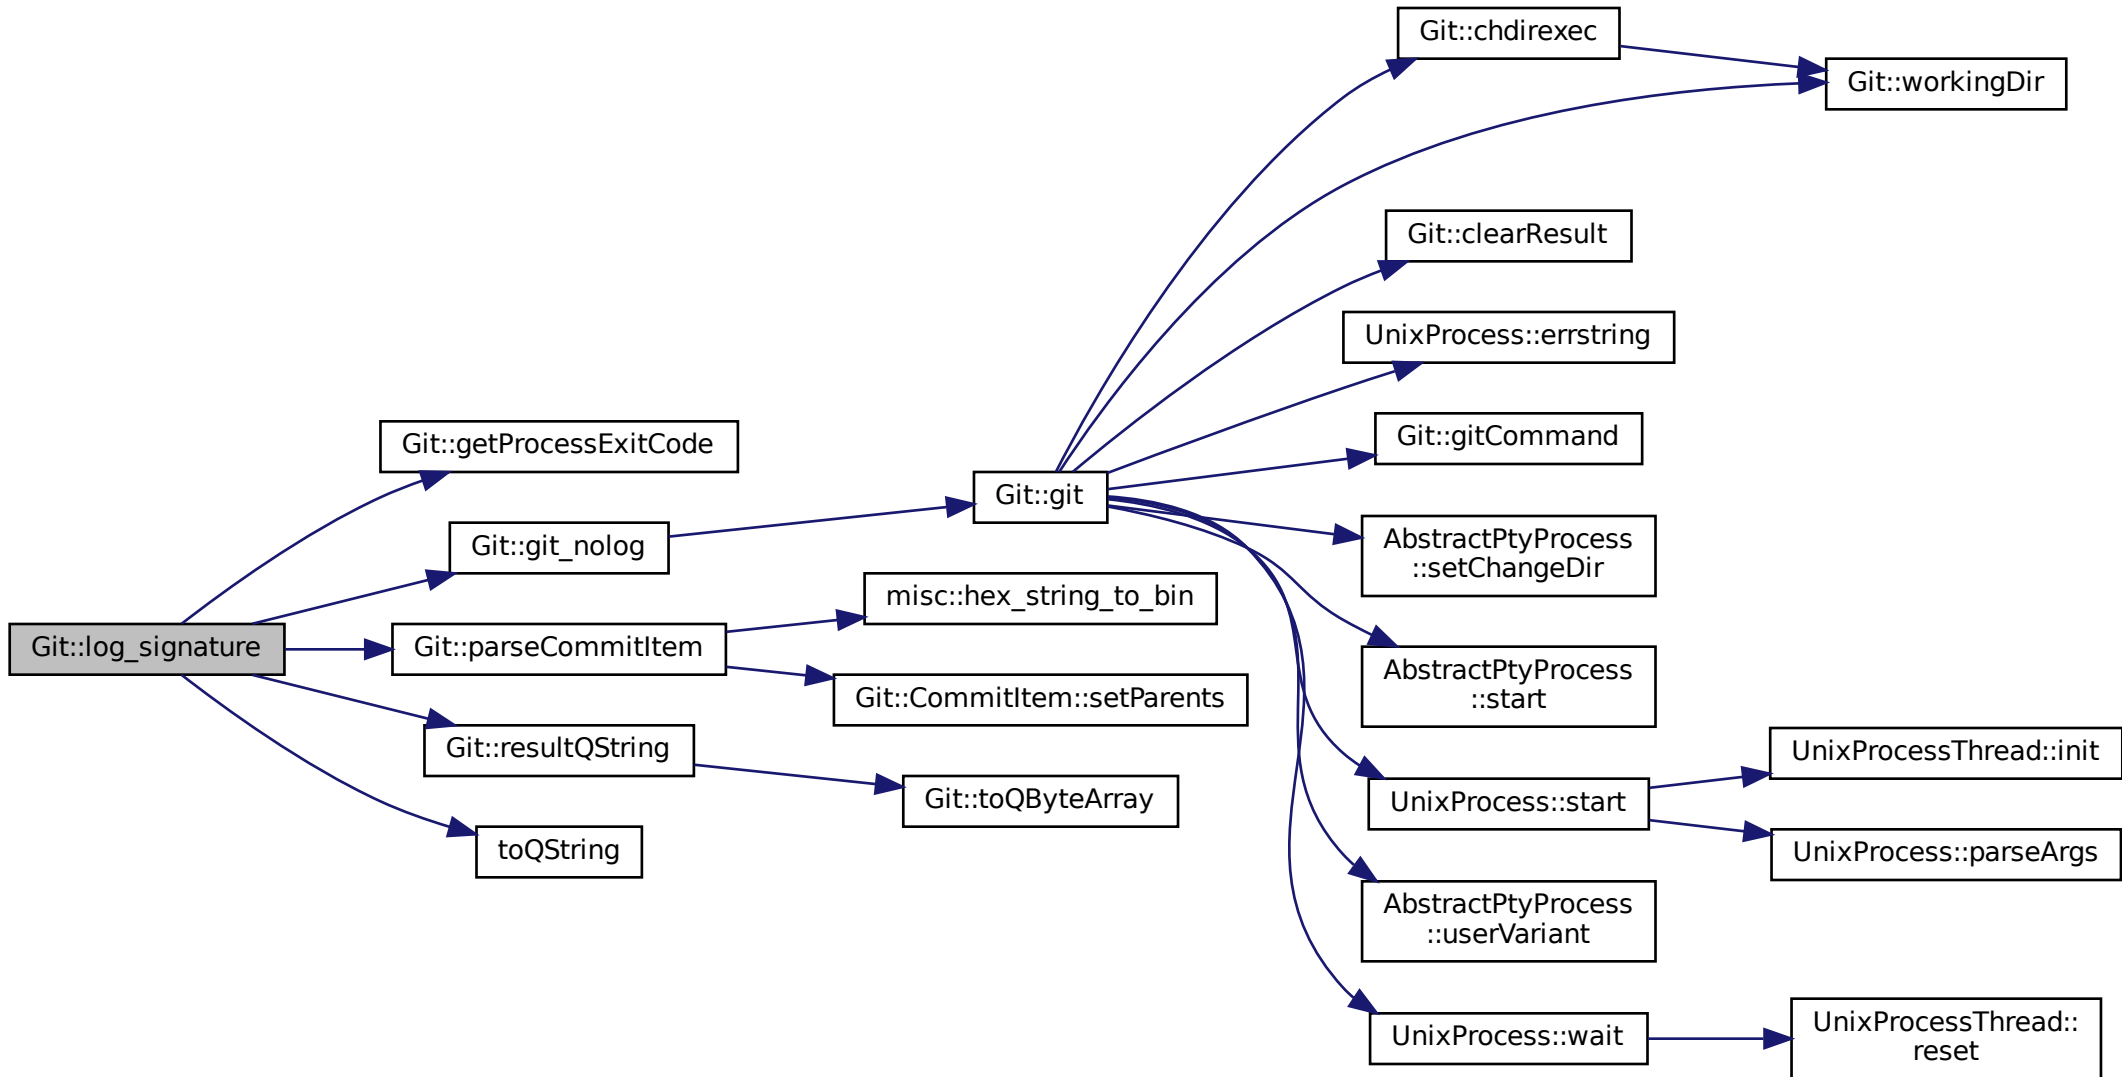 Git::log_signature
Git::getProcessExitCode
Git::git_nolog
Git::parseCommitItem
Git::resultQString
toQString
misc::hex_string_to_bin
Git::CommitItem::setParents
Git::toQByteArray
Git::git
Git::chdirexec
Git::workingDir
Git::clearResult
UnixProcess::errstring
Git::gitCommand
AbstractPtyProcess
::setChangeDir
AbstractPtyProcess
::start
UnixProcess::start
AbstractPtyProcess
::userVariant
UnixProcess::wait
UnixProcessThread::init
UnixProcess::parseArgs
UnixProcessThread::
reset